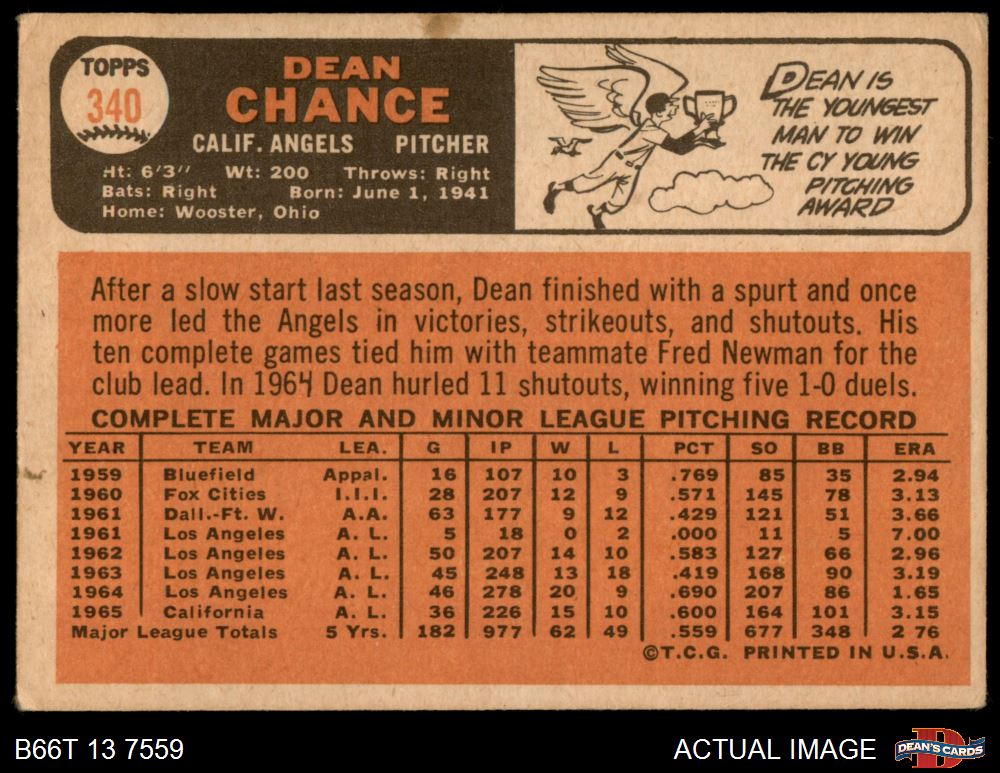 TOPPS
340
DEAN
CHANCE
CALIF. ANGELS PITCHER
Ht: 6'3" Wt: 200 Throws: Right
Bats: Right Born: June 1, 1941
Home: Wooster, Ohio
DEAN IS
THE YOUNGEST
MAN TO WIN
THE CY YOUNG
PITCHING
AWARD
After a slow start last season, Dean finished with a spurt and once
more led the Angels in victories, strikeouts, and shutouts. His
ten complete games tied him with teammate Fred Newman for the
club lead. In 1964 Dean hurled 11 shutouts, winning five 1-0 duels.
COMPLETE MAJOR AND MINOR LEAGUE PITCHING RECORD
YEAR TEAM LEA. G IP W L PCT SO BB ERA
1959 Bluefield Appal. 16 107 10 3 .769 85 35 2.94
1960 Fox Cities I.I.I. 28 207 12 9 .571 145 78 3.13
1961 Dall.-Ft. W. A.A. 63 177 9 12 .429 121 51 3.66
1961 Los Angeles A. L. 5 18 0 2 .000 11 5 7.00
1962 Los Angeles A. L. 50 207 14 10 .583 127 66 2.96
1963 Los Angeles A. L. 45 248 13 18 .419 168 90 3.19
1964 Los Angeles A. L. 46 278 20 9 .690 207 86 1.65
1965 California A. L. 36 226 15 10 .600 164 101 3.15
Major League Totals 5 Yrs. 182 977 62 49 .559 677 348 2 76
©T.C.G. PRINTED IN U.S.A.
B66T 13 7559
ACTUAL IMAGE
D
DEAN'S CARDS